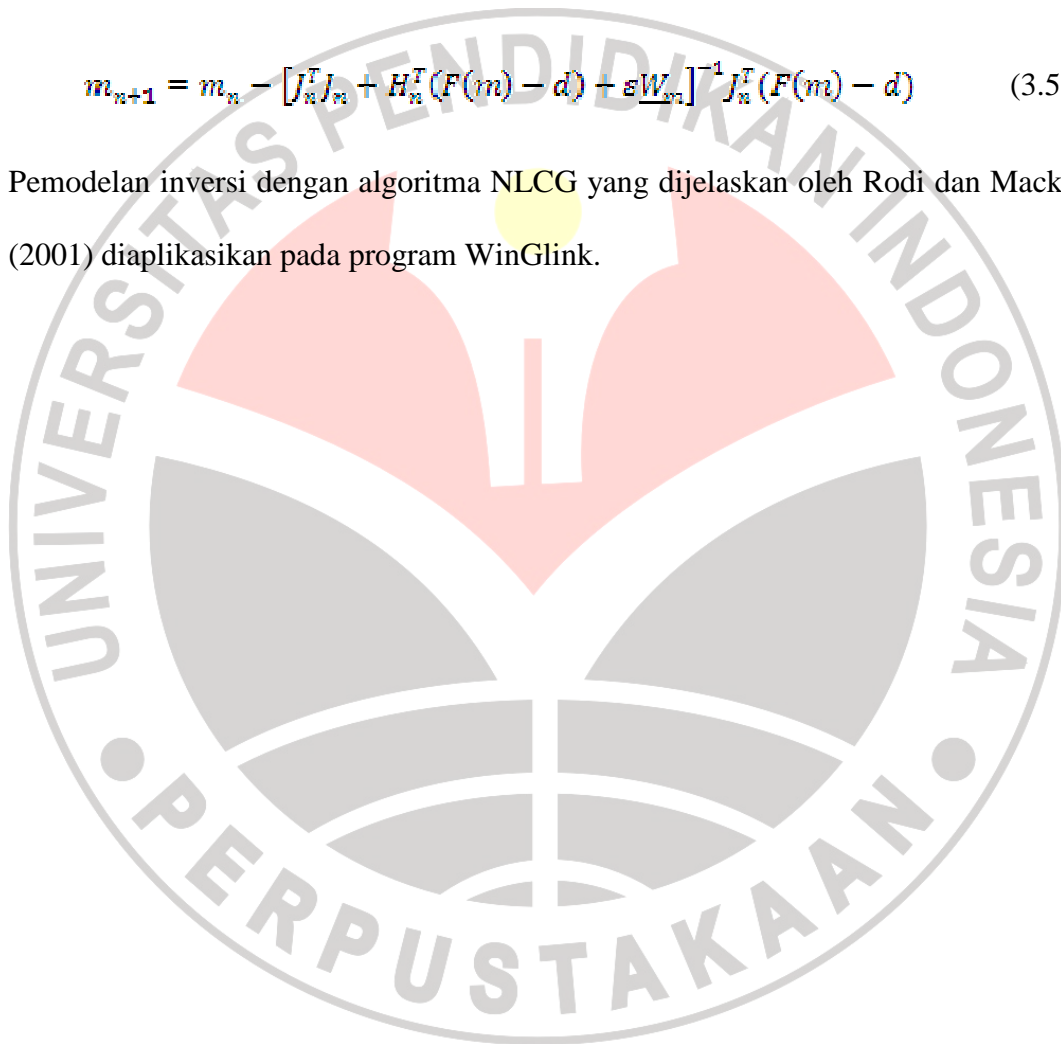 m_{n+1} = m_n − [J_n^T J_n + H_n^T (F(m) − d) + εW_m]^{−1} J_n^T (F(m) − d) (3.5
Pemodelan inversi dengan algoritma NLCG yang dijelaskan oleh Rodi dan Mack
(2001) diaplikasikan pada program WinGlink.
UNIVERSITAS PENDIDIKAN INDONESIA
PERPUSTAKAAN